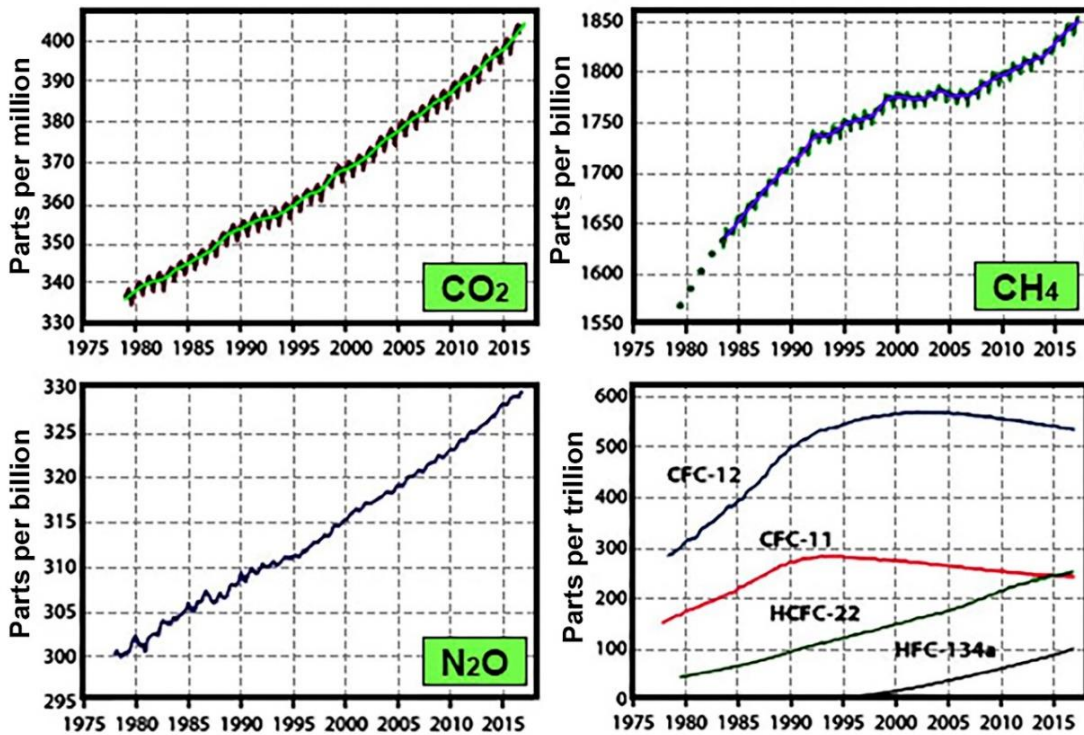 Parts per million
400
390
380
370
360
350
340
330
CO2
1975 1980 1985 1990 1995 2000 2005 2010 2015
Parts per billion
1850
1800
1750
1700
1650
1600
1550
CH4
1975 1980 1985 1990 1995 2000 2005 2010 2015
Parts per billion
330
325
320
315
310
305
300
295
N2O
1975 1980 1985 1990 1995 2000 2005 2010 2015
Parts per trillion
600
500
400
300
200
100
0
CFC-12
CFC-11
HCFC-22
HFC-134a
1975 1980 1985 1990 1995 2000 2005 2010 2015